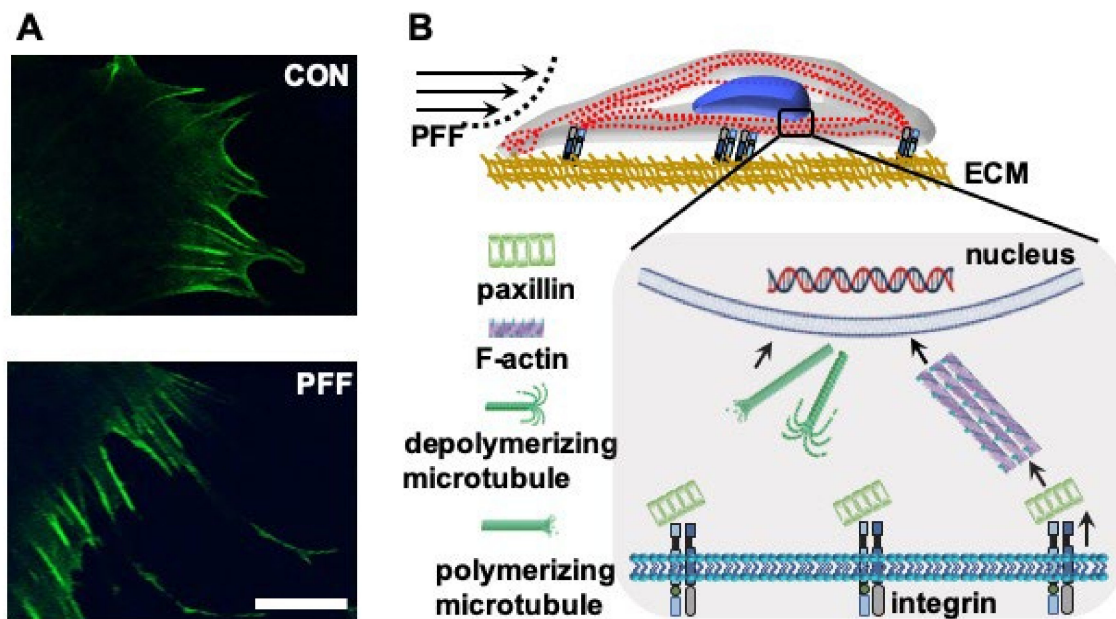 A
CON
PFF
B
PFF
ECM
nucleus
paxillin
F-actin
depolymerizing
microtubule
polymerizing
microtubule
integrin